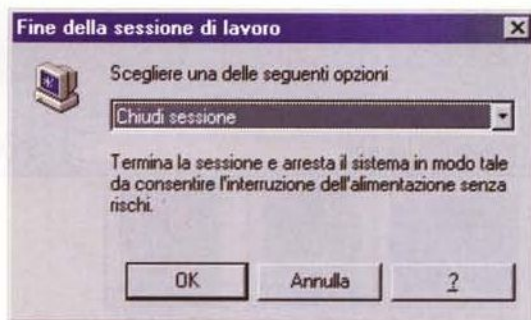 Fine della sessione di lavoro
Scegliere una delle seguenti opzioni
Chiudi sessione
Termina la sessione e arresta il sistema in modo tale
da consentire l'interruzione dell'alimentazione senza
rischi.
OK Annulla ?